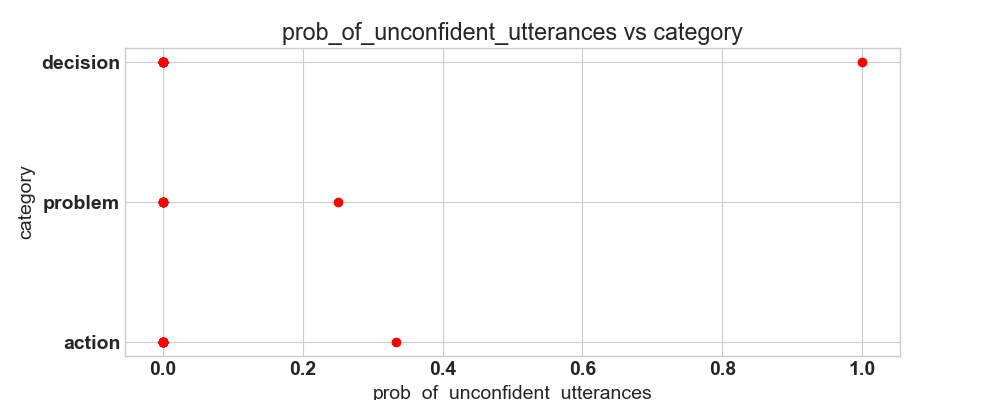 prob_of_unconfident_utterances vs category
decision
problem
action
category
0.0 0.2 0.4 0.6 0.8 1.0
prob_of_unconfident_utterances